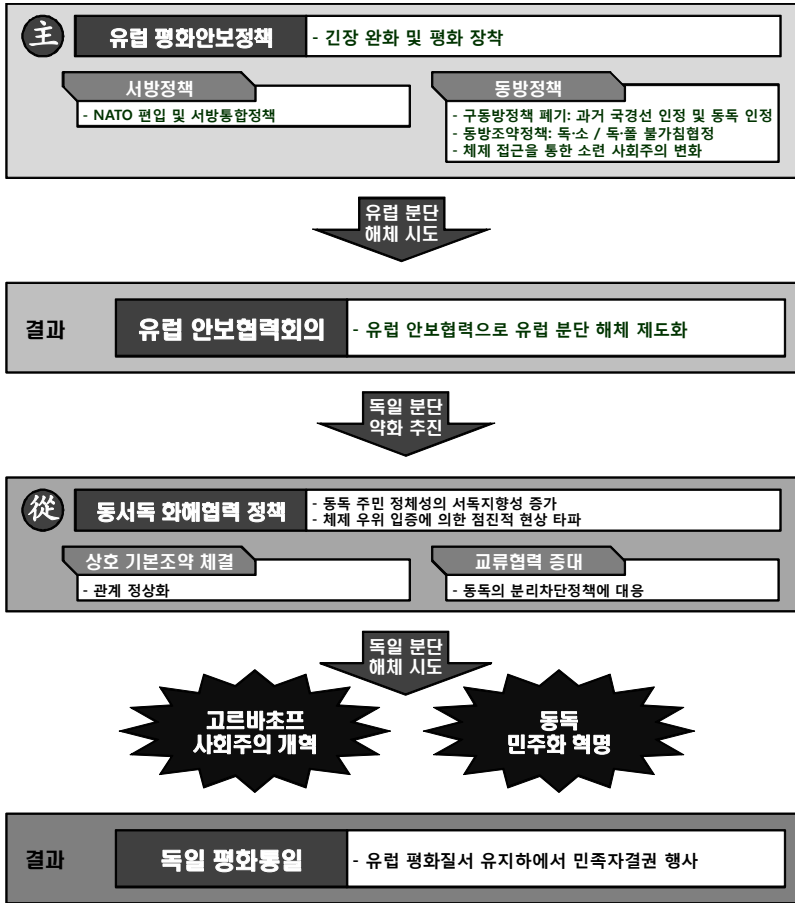 主 유럽 평화안보정책 - 긴장 완화 및 평화 장착
서방정책
- NATO 편입 및 서방통합정책
동방정책
- 구동방정책 폐기: 과거 국경선 인정 및 동독 인정
- 동방조약정책: 독·소 / 독·폴 불가침협정
- 체제 접근을 통한 소련 사회주의 변화
유럽 분단
해체 시도
결과 유럽 안보협력회의 - 유럽 안보협력으로 유럽 분단 해체 제도화
독일 분단
약화 추진
從 동서독 화해협력 정책
- 동독 주민 정체성의 서독지향성 증가
- 체제 우위 입증에 의한 점진적 현상 타파
상호 기본조약 체결
- 관계 정상화
교류협력 증대
- 동독의 분리차단정책에 대응
독일 분단
해체 시도
고르바초프
사회주의 개혁
동독
민주화 혁명
결과 독일 평화통일 - 유럽 평화질서 유지하에서 민족자결권 행사